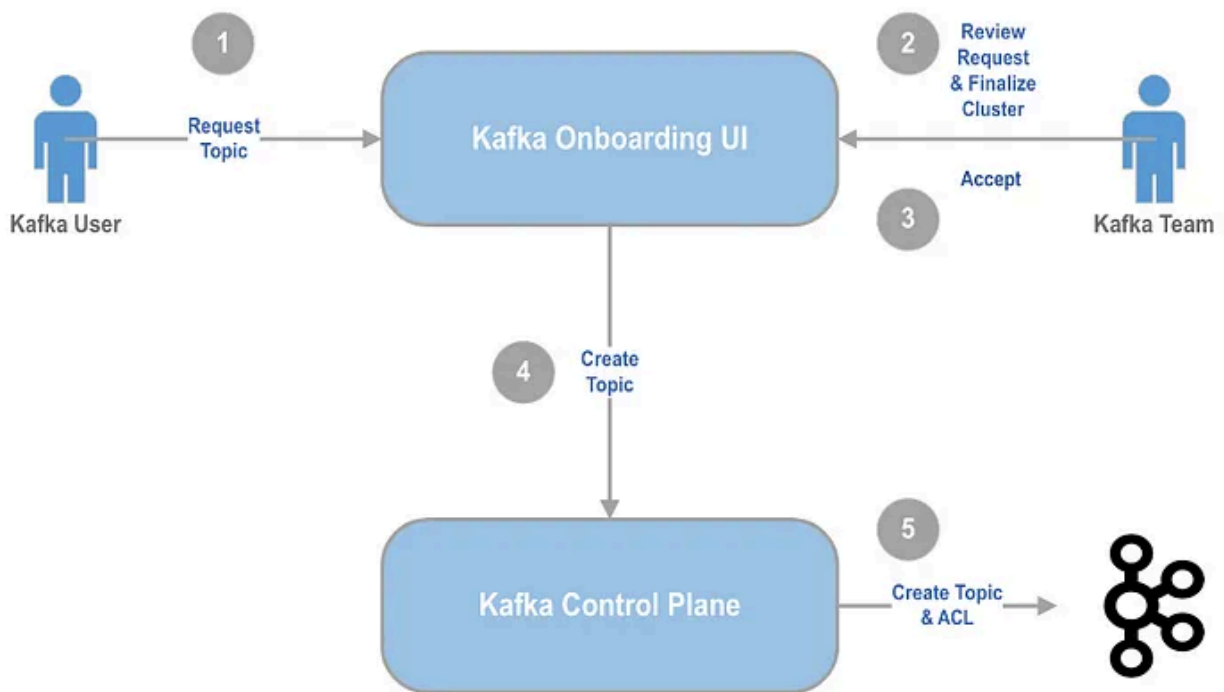 1
Request
Topic
Kafka User
Kafka Onboarding UI
2
Review
Request
& Finalize
Cluster
Accept
3
Kafka Team
4
Create
Topic
Kafka Control Plane
5
Create Topic
& ACL